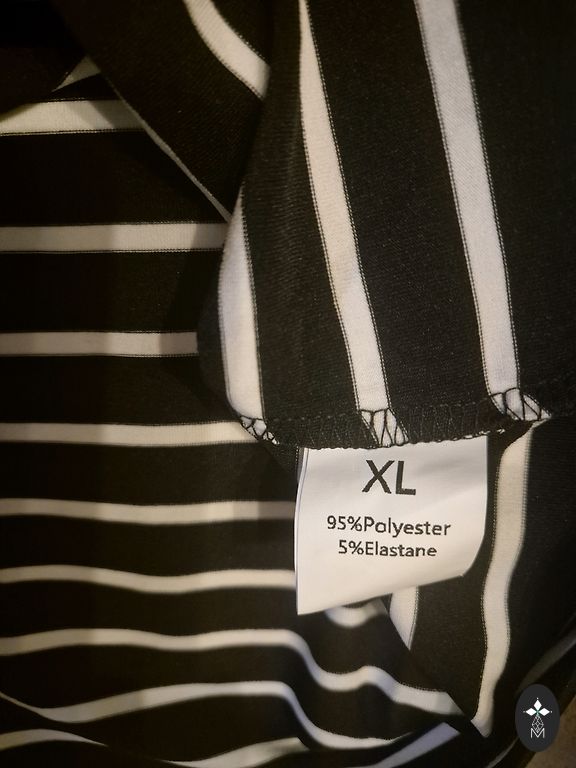 XL
95%Polyester
5%Elastane
M